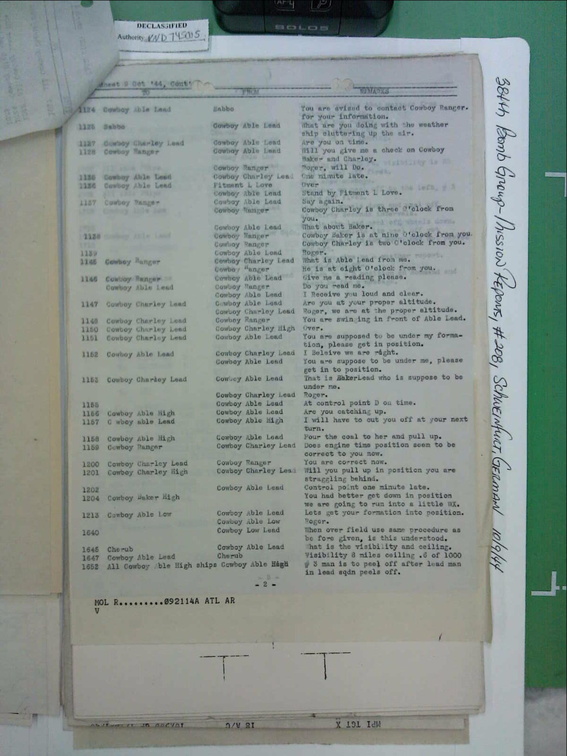 DECLASSIFIED
Authority NND 745005
BOLOS
TO FROM REMARKS
1124 Cowboy Able Lead Sabbo You are avized to contact Cowboy Ranger.
for your information.
1125 Sabbo Cowboy Able Lead What are you doing with the weather
ship cluttering up the air.
1127 Cowboy Charley Lead Cowboy Able Lead Are you on time.
Cowboy Ranger Cowboy Able Lead Will you give me a check on Cowboy
Baker and Charley.
Cowboy Ranger Roger, Will Do.
Cowboy Able Lead Cowboy Charley Lead One minute late.
Cowboy Able Lead Fitment L Love Over
Cowboy Able Lead Stand by Fitment L Love.
1137 Cowboy Ranger Cowboy Able Lead Say again.
Cowboy Ranger Cowboy Charley is three O'clock from
you.
Cowboy Able Lead What about Baker.
Cowboy Ranger Cowboy Baker is at nine O'clock from you
Cowboy Ranger Cowboy Charley is two O'clock from you.
1139 Cowboy Able Lead Roger.
1145 Cowboy Ranger Cowboy Charley Lead What is Able Lead from me.
Cowboy Ranger He is at eight O'clock from you.
1146 Cowboy Ranger Cowboy Able Lead Give me a reading please.
Cowboy Able Lead Cowboy Ranger Do you read me.
Cowboy Able Lead I Receive you loud and clear.
1147 Cowboy Charley Lead Cowboy Able Lead Are you at your proper altitude.
Cowboy Charley Lead Roger, we are at the proper altitude.
1148 Cowboy Charley Lead Cowboy Ranger You are swinging in front of Able Lead.
1150 Cowboy Charley Lead Cowboy Charley High Over.
1151 Cowboy Charley Lead Cowboy Able Lead You are supposed to be under my forma-
tion, please get in position.
1152 Cowboy Able Lead Cowboy Charley Lead I Beleive we are right.
Cowboy Able Lead You are suppose to be under me, please
get in to position.
1153 Cowboy Charley Lead Cowboy Able Lead That is BakerLead who is suppose to be
under me.
Cowboy Charley Lead Roger.
1155 Cowboy Able Lead At control point D on time.
1156 Cowboy Able High Cowboy Able Lead Are you catching up.
1157 Cowboy Able Lead Cowboy Able High I will have to cut you off at your next
turn.
1158 Cowboy Able High Cowboy Able Lead Pour the coal to her and pull up.
1159 Cowboy Ranger Cowboy Charley Lead Does engine time position seem to be
correct to you now.
1200 Cowboy Charley Lead Cowboy Ranger You are correct now.
1201 Cowboy Charley High Cowboy Charley Lead Will you pull up in position you are
straggling behind.
1202 Cowboy Able Lead Control point one minute late.
1204 Cowboy Baker High You had better get down in position
we are going to run into a little WX.
1213 Cowboy Able Low Cowboy Able Lead Lets get your formation into position.
Cowboy Able Low Roger.
1640 Cowboy Low Lead When over field use same procedure as
be fore given, is this understood.
1645 Cherub Cowboy Able Lead What is the visibility and ceiling.
1647 Cowboy Able Lead Cherub Visibility 8 miles ceiling .6 of 1000
1652 All Cowboy Able High ships Cowboy Able High # 3 man is to peel off after lead man
in lead sqdn peels off.
- 2 -
MOL R.........092114A ATL AR
V
384th Bomb Group - Mission Reports, #208, Schweinfurt, German 10/9/44